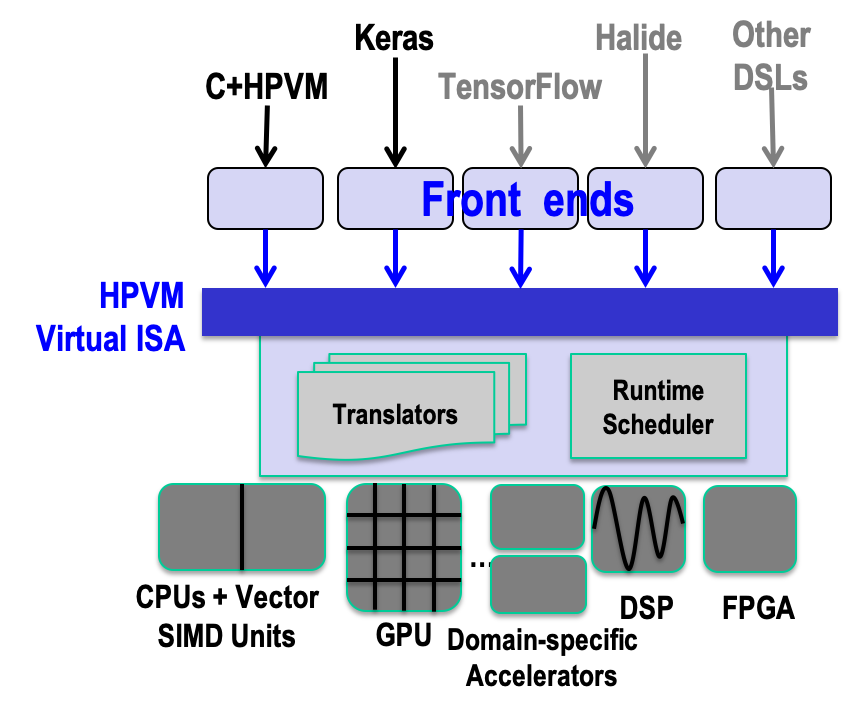 Keras
Halide
Other
DSLs
C+HPVM
TensorFlow
Front ends
HPVM
Virtual ISA
Translators
Runtime
Scheduler
...
CPUs + Vector
SIMD Units
GPU
Domain-specific
Accelerators
DSP
FPGA